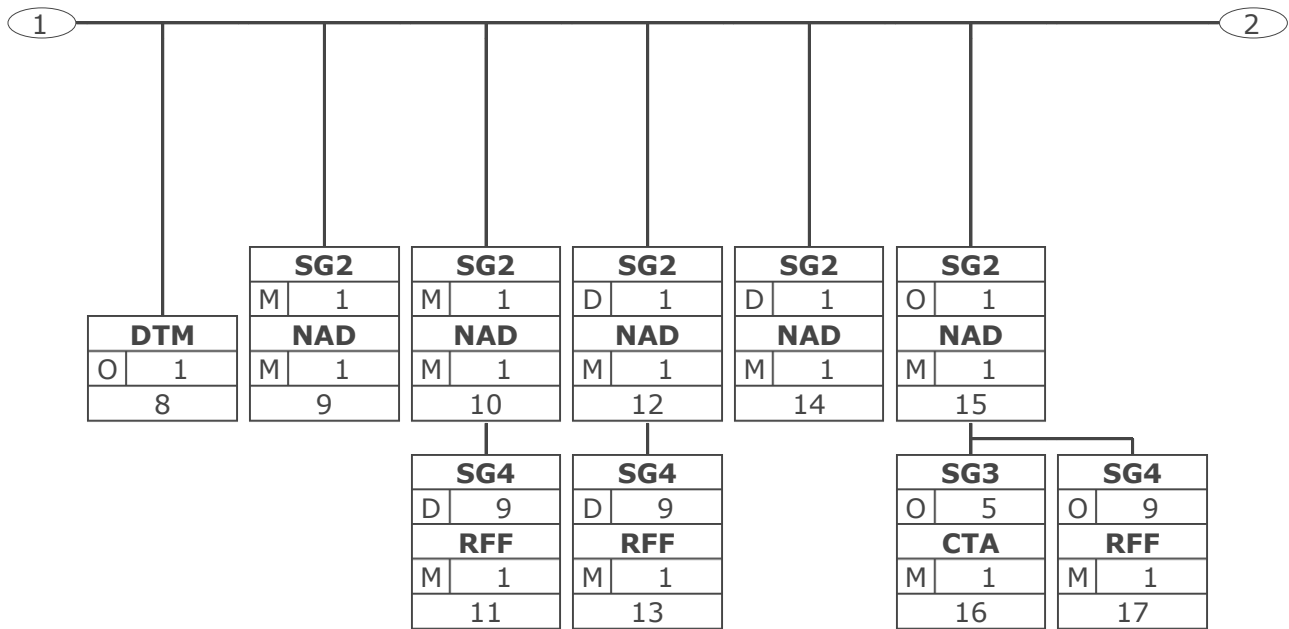 1 2
SG2 SG2 SG2 SG2 SG2
M 1 M 1 D 1 D 1 O 1
DTM NAD NAD NAD NAD NAD
O 1 M 1 M 1 M 1 M 1 M 1
8 9 10 12 14 15
SG4 SG4 SG3 SG4
D 9 D 9 O 5 O 9
RFF RFF CTA RFF
M 1 M 1 M 1 M 1
11 13 16 17